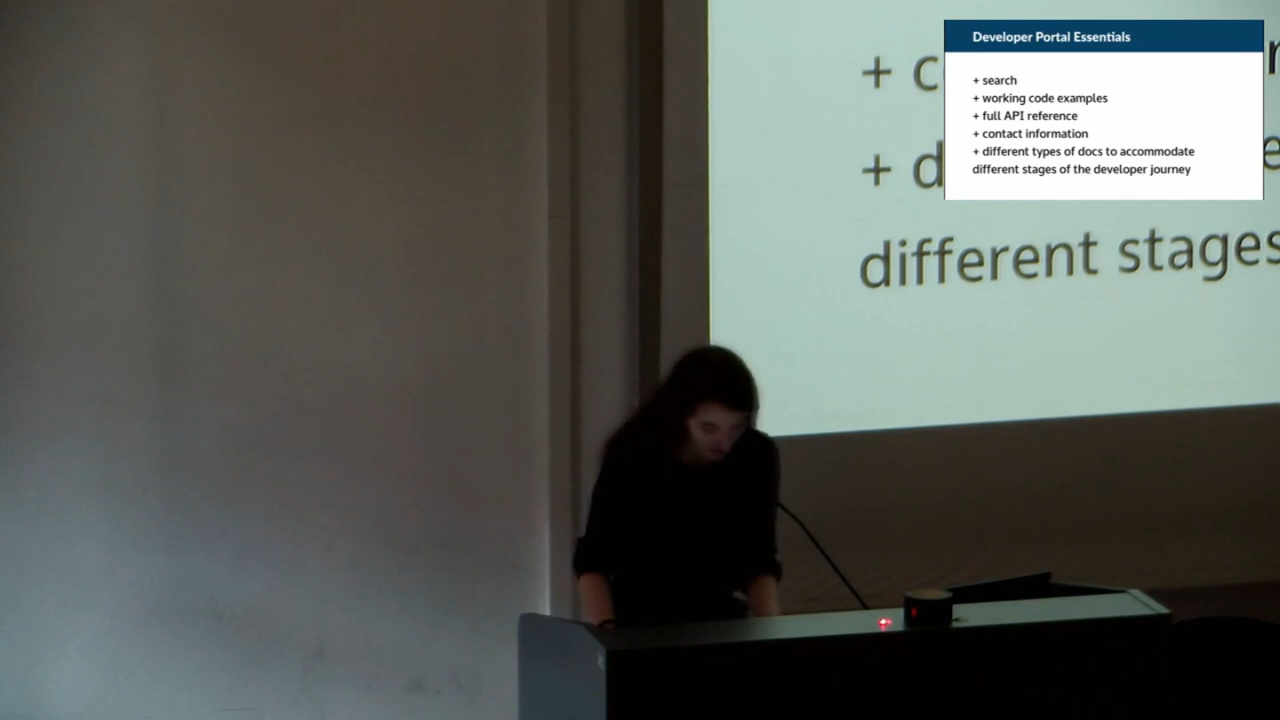 Developer Portal Essentials
+ search
+ working code examples
+ full API reference
+ contact information
+ different types of docs to accommodate
different stages of the developer journey
+ c
+ d
different stages